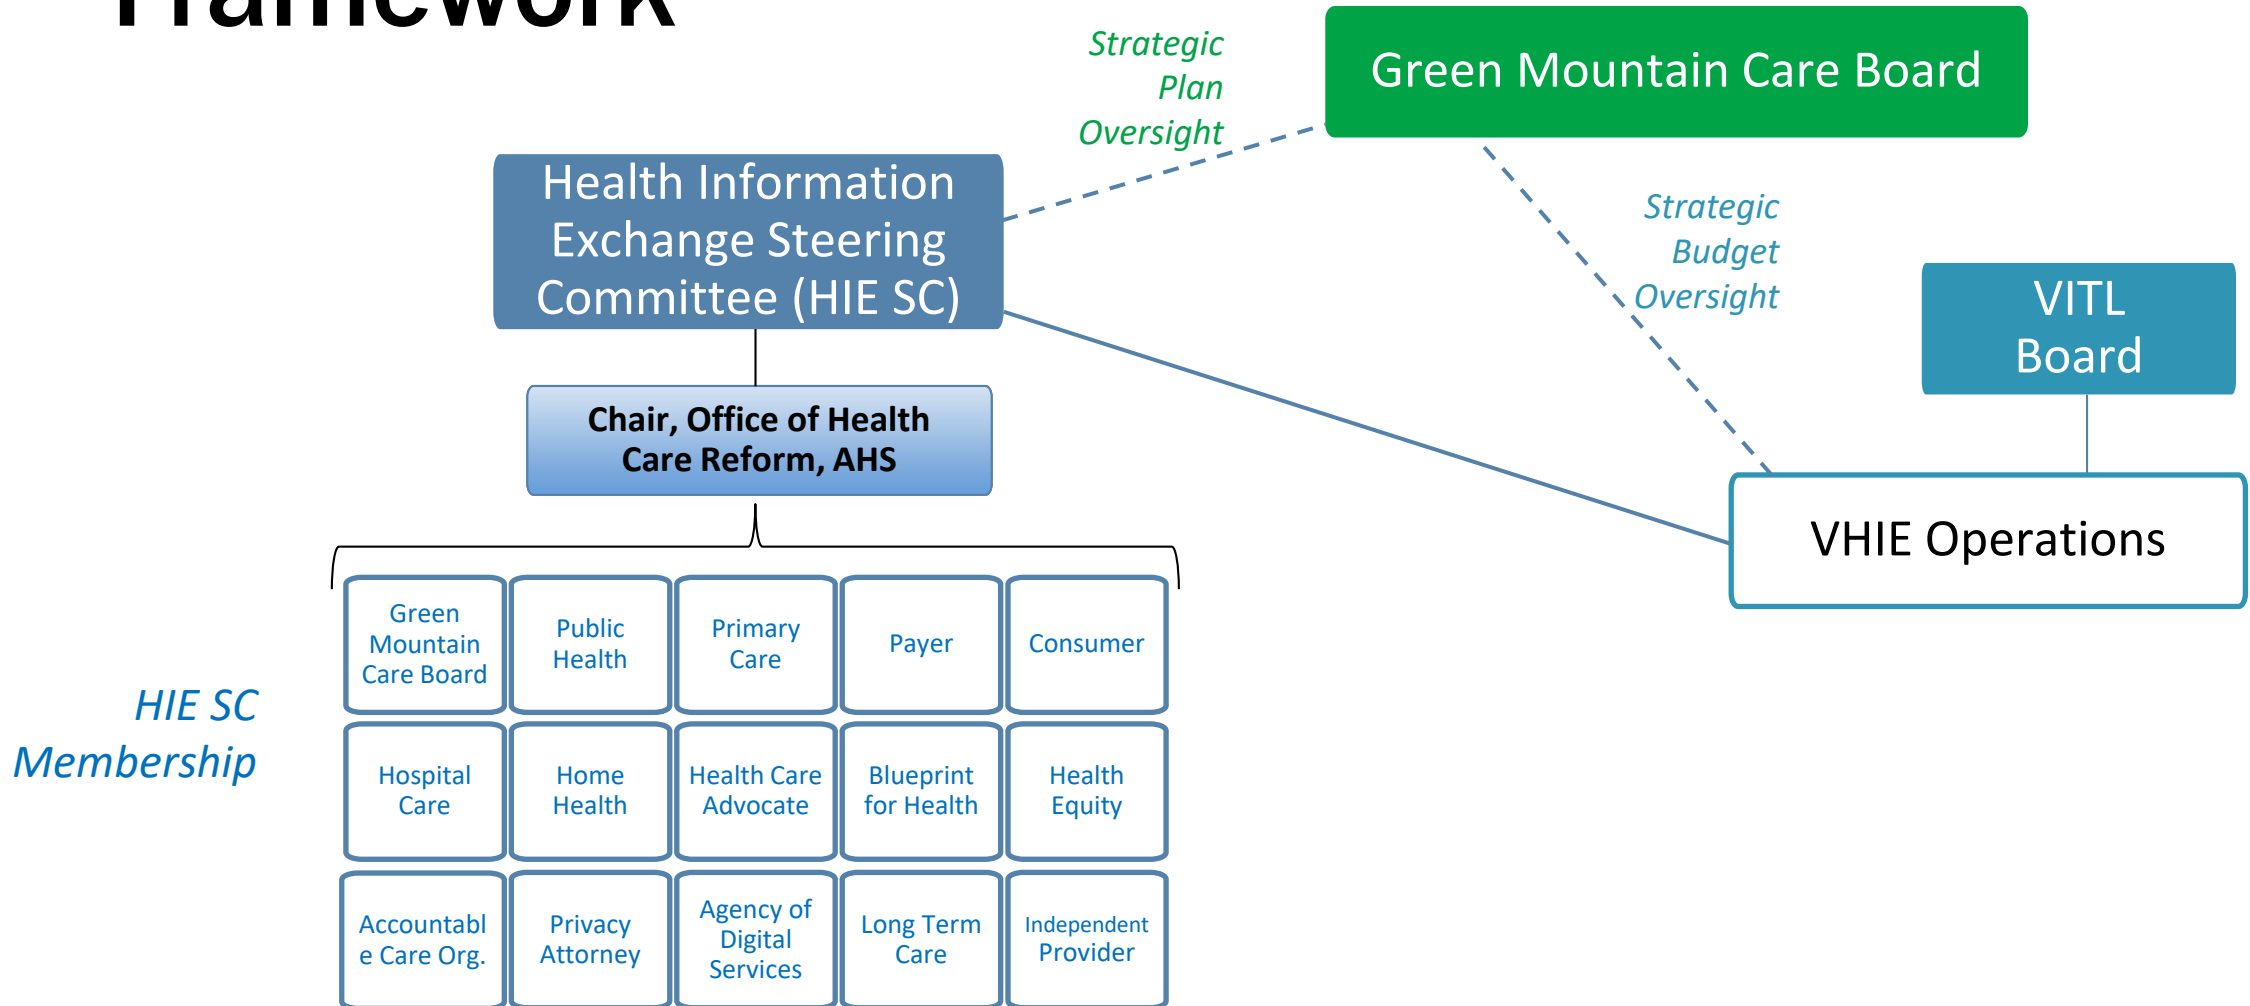 Framework
Strategic
Plan
Oversight
Green Mountain Care Board
Health Information
Exchange Steering
Committee (HIE SC)
Strategic
Budget
Oversight
VITL
Board
Chair, Office of Health
Care Reform, AHS
VHIE Operations
HIE SC
Membership
Green
Mountain
Care Board
Public
Health
Primary
Care
Payer
Consumer
Hospital
Care
Home
Health
Health Care
Advocate
Blueprint
for Health
Health
Equity
Accountabl
e Care Org.
Privacy
Attorney
Agency of
Digital
Services
Long Term
Care
Independent
Provider